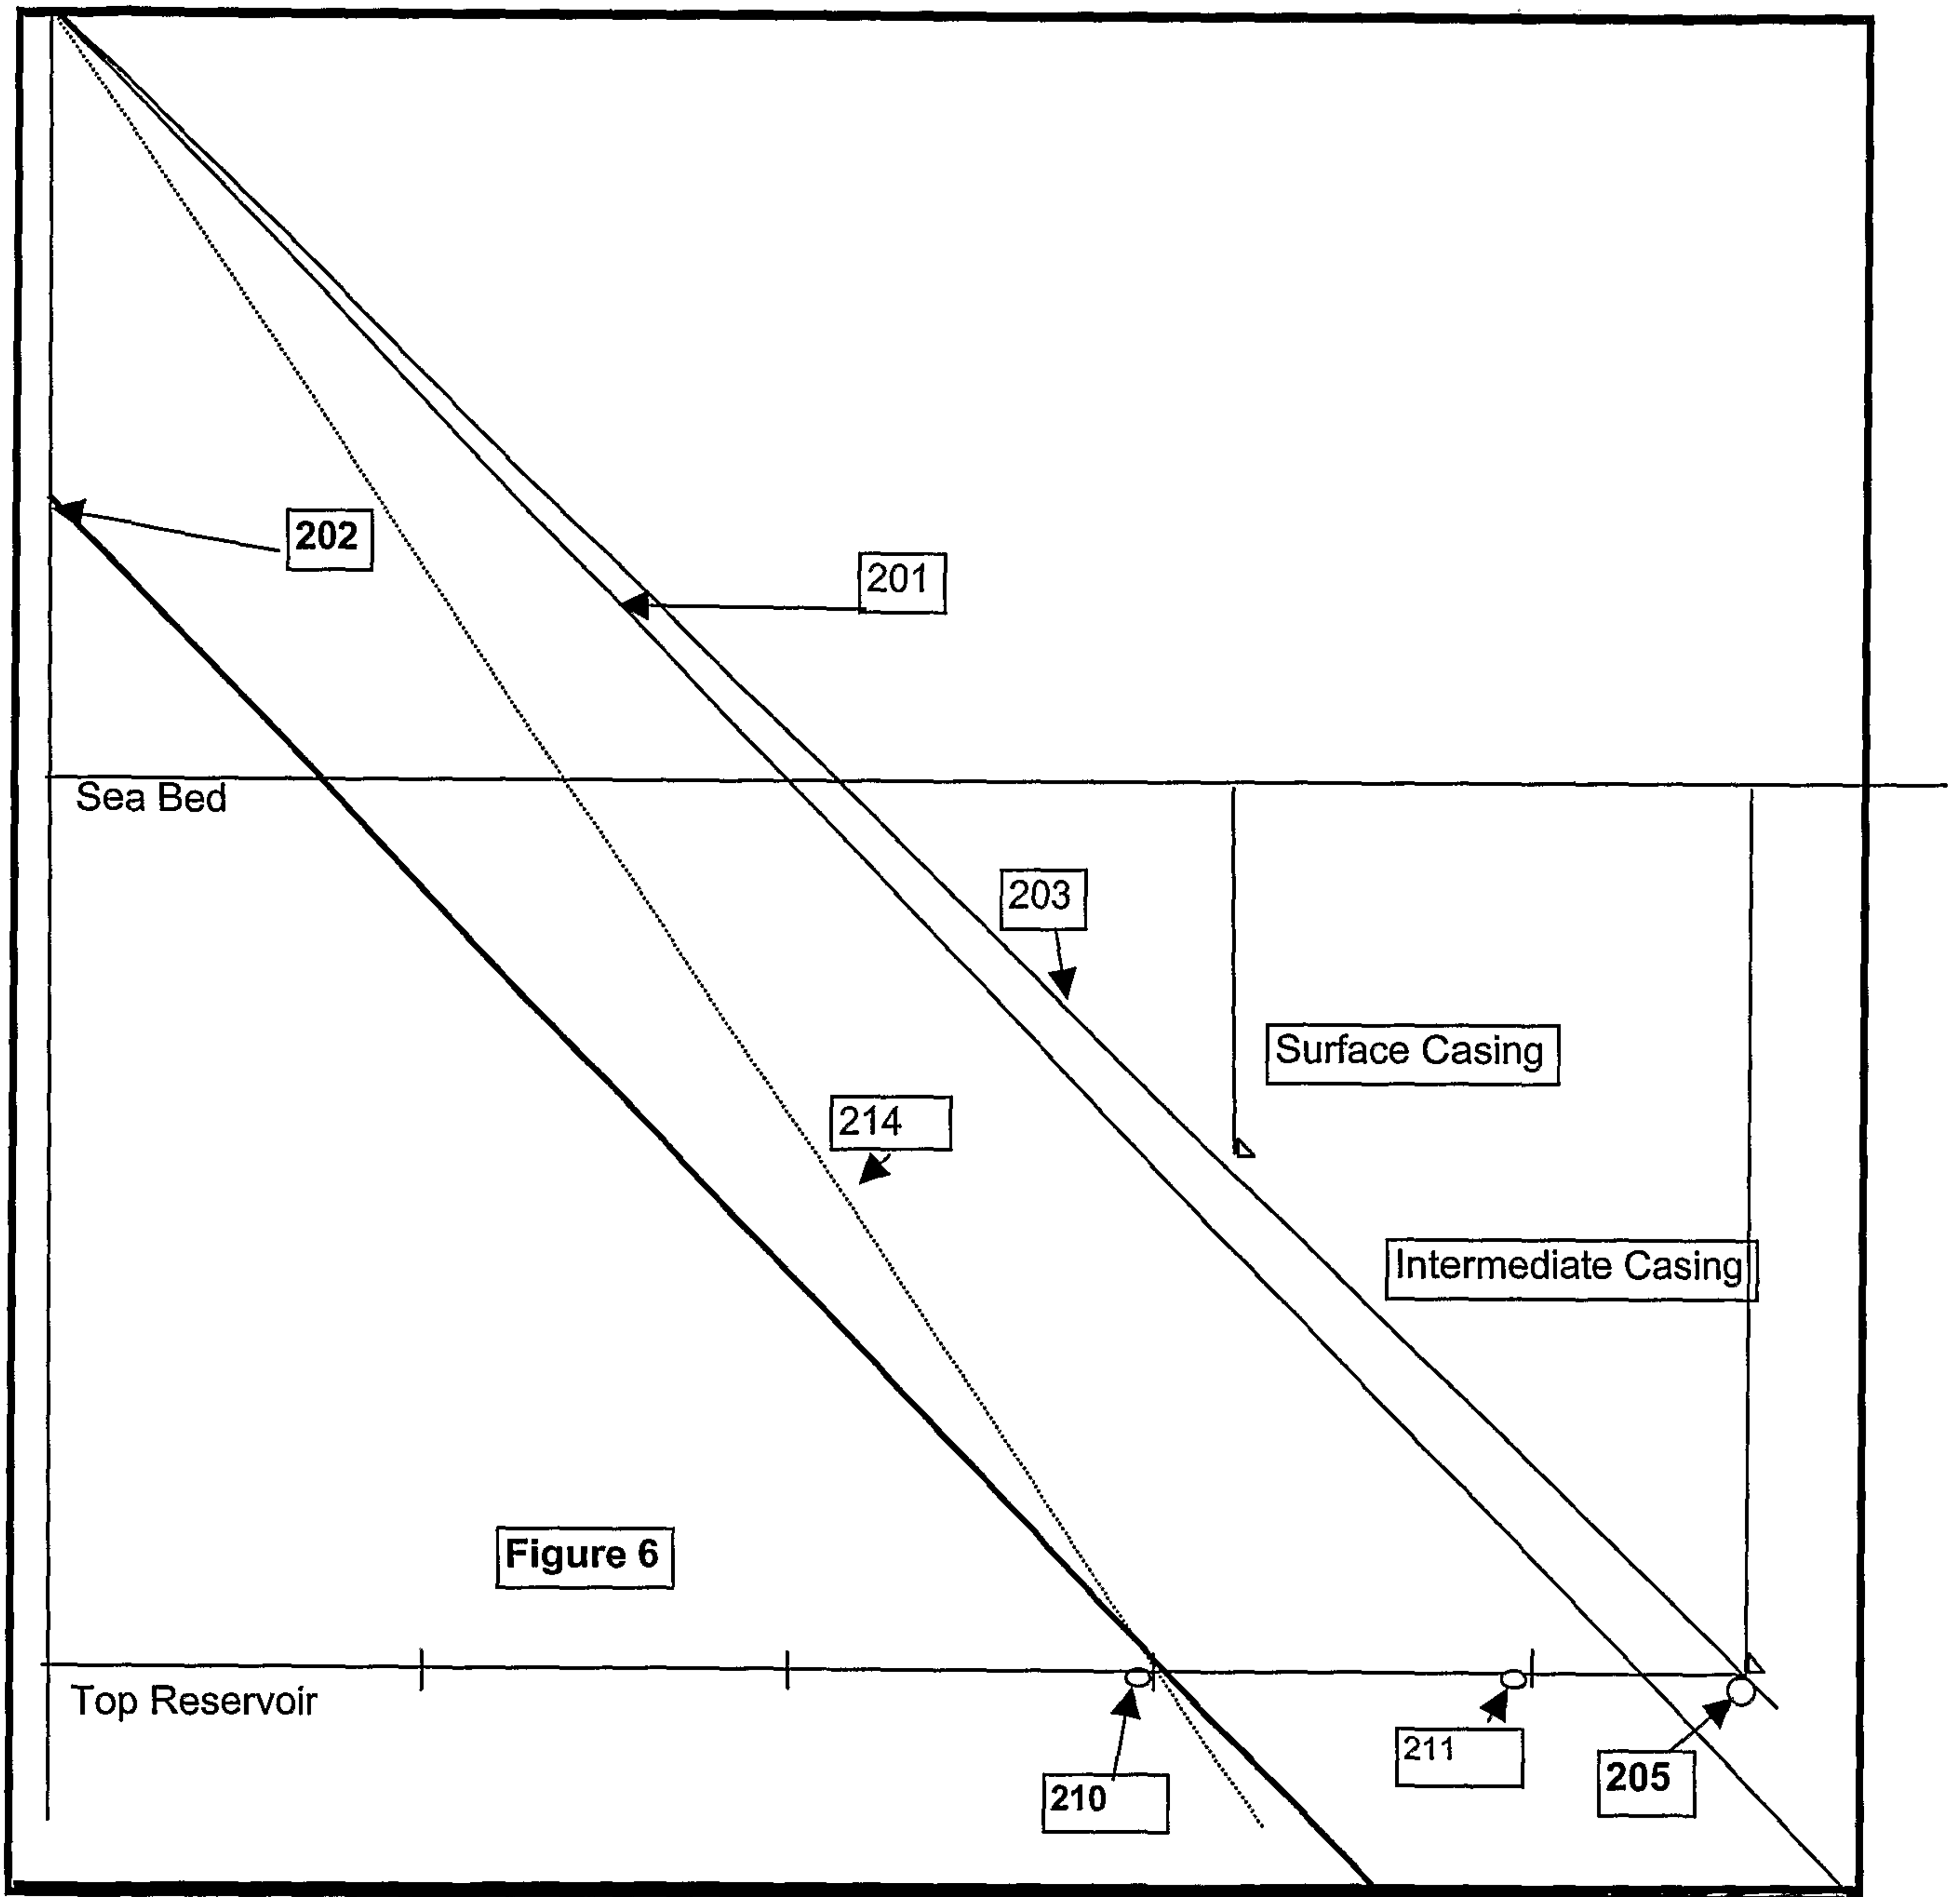 202
201
Sea Bed
203
Surface Casing
214
Intermediate Casing
Figure 6
Top Reservoir
211
205
210